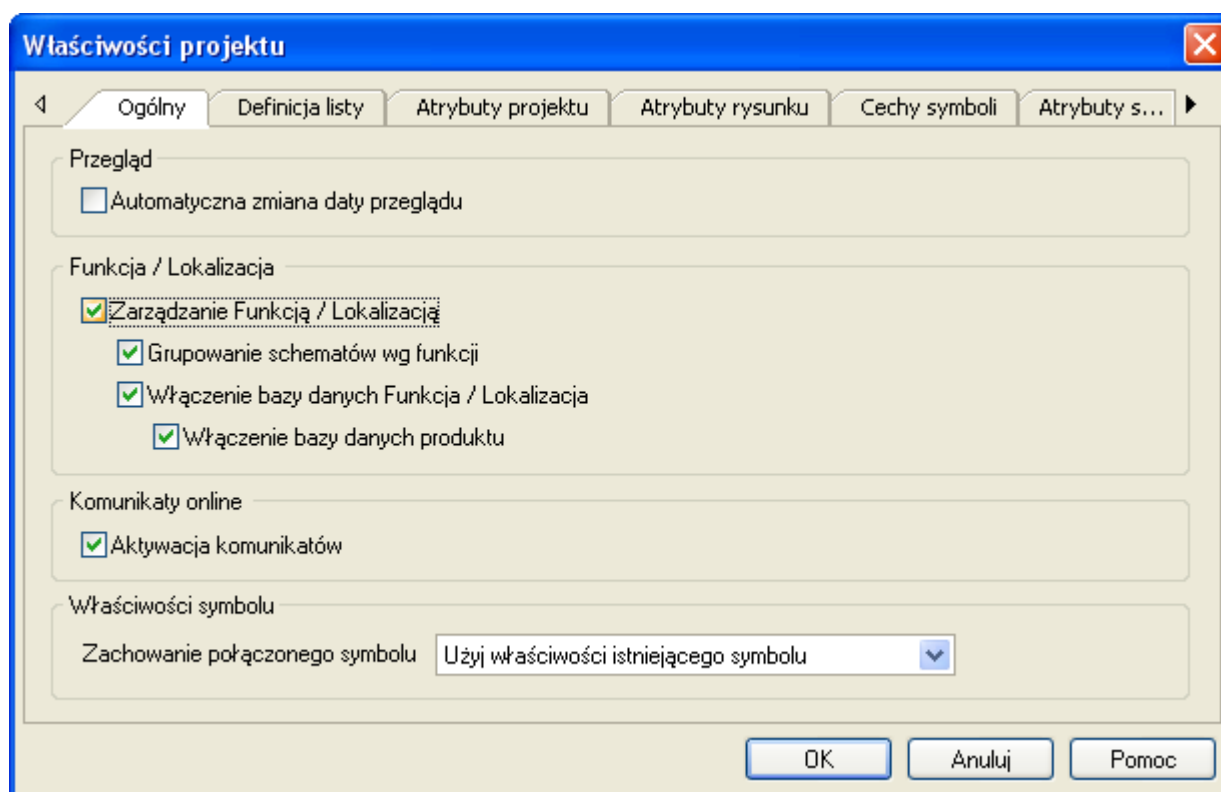 Właściwości projektu
Ogólny Definicja listy Atrybuty projektu Atrybuty rysunku Cechy symboli Atrybuty s...
Przegląd
Automatyczna zmiana daty przeglądu
Funkcja / Lokalizacja
Zarządzanie Funkcją / Lokalizacją
Grupowanie schematów wg funkcji
Włączenie bazy danych Funkcja / Lokalizacja
Włączenie bazy danych produktu
Komunikaty online
Aktywacja komunikatów
Właściwości symbolu
Zachowanie połączonego symbolu Użyj właściwości istniejącego symbolu
OK Anuluj Pomoc